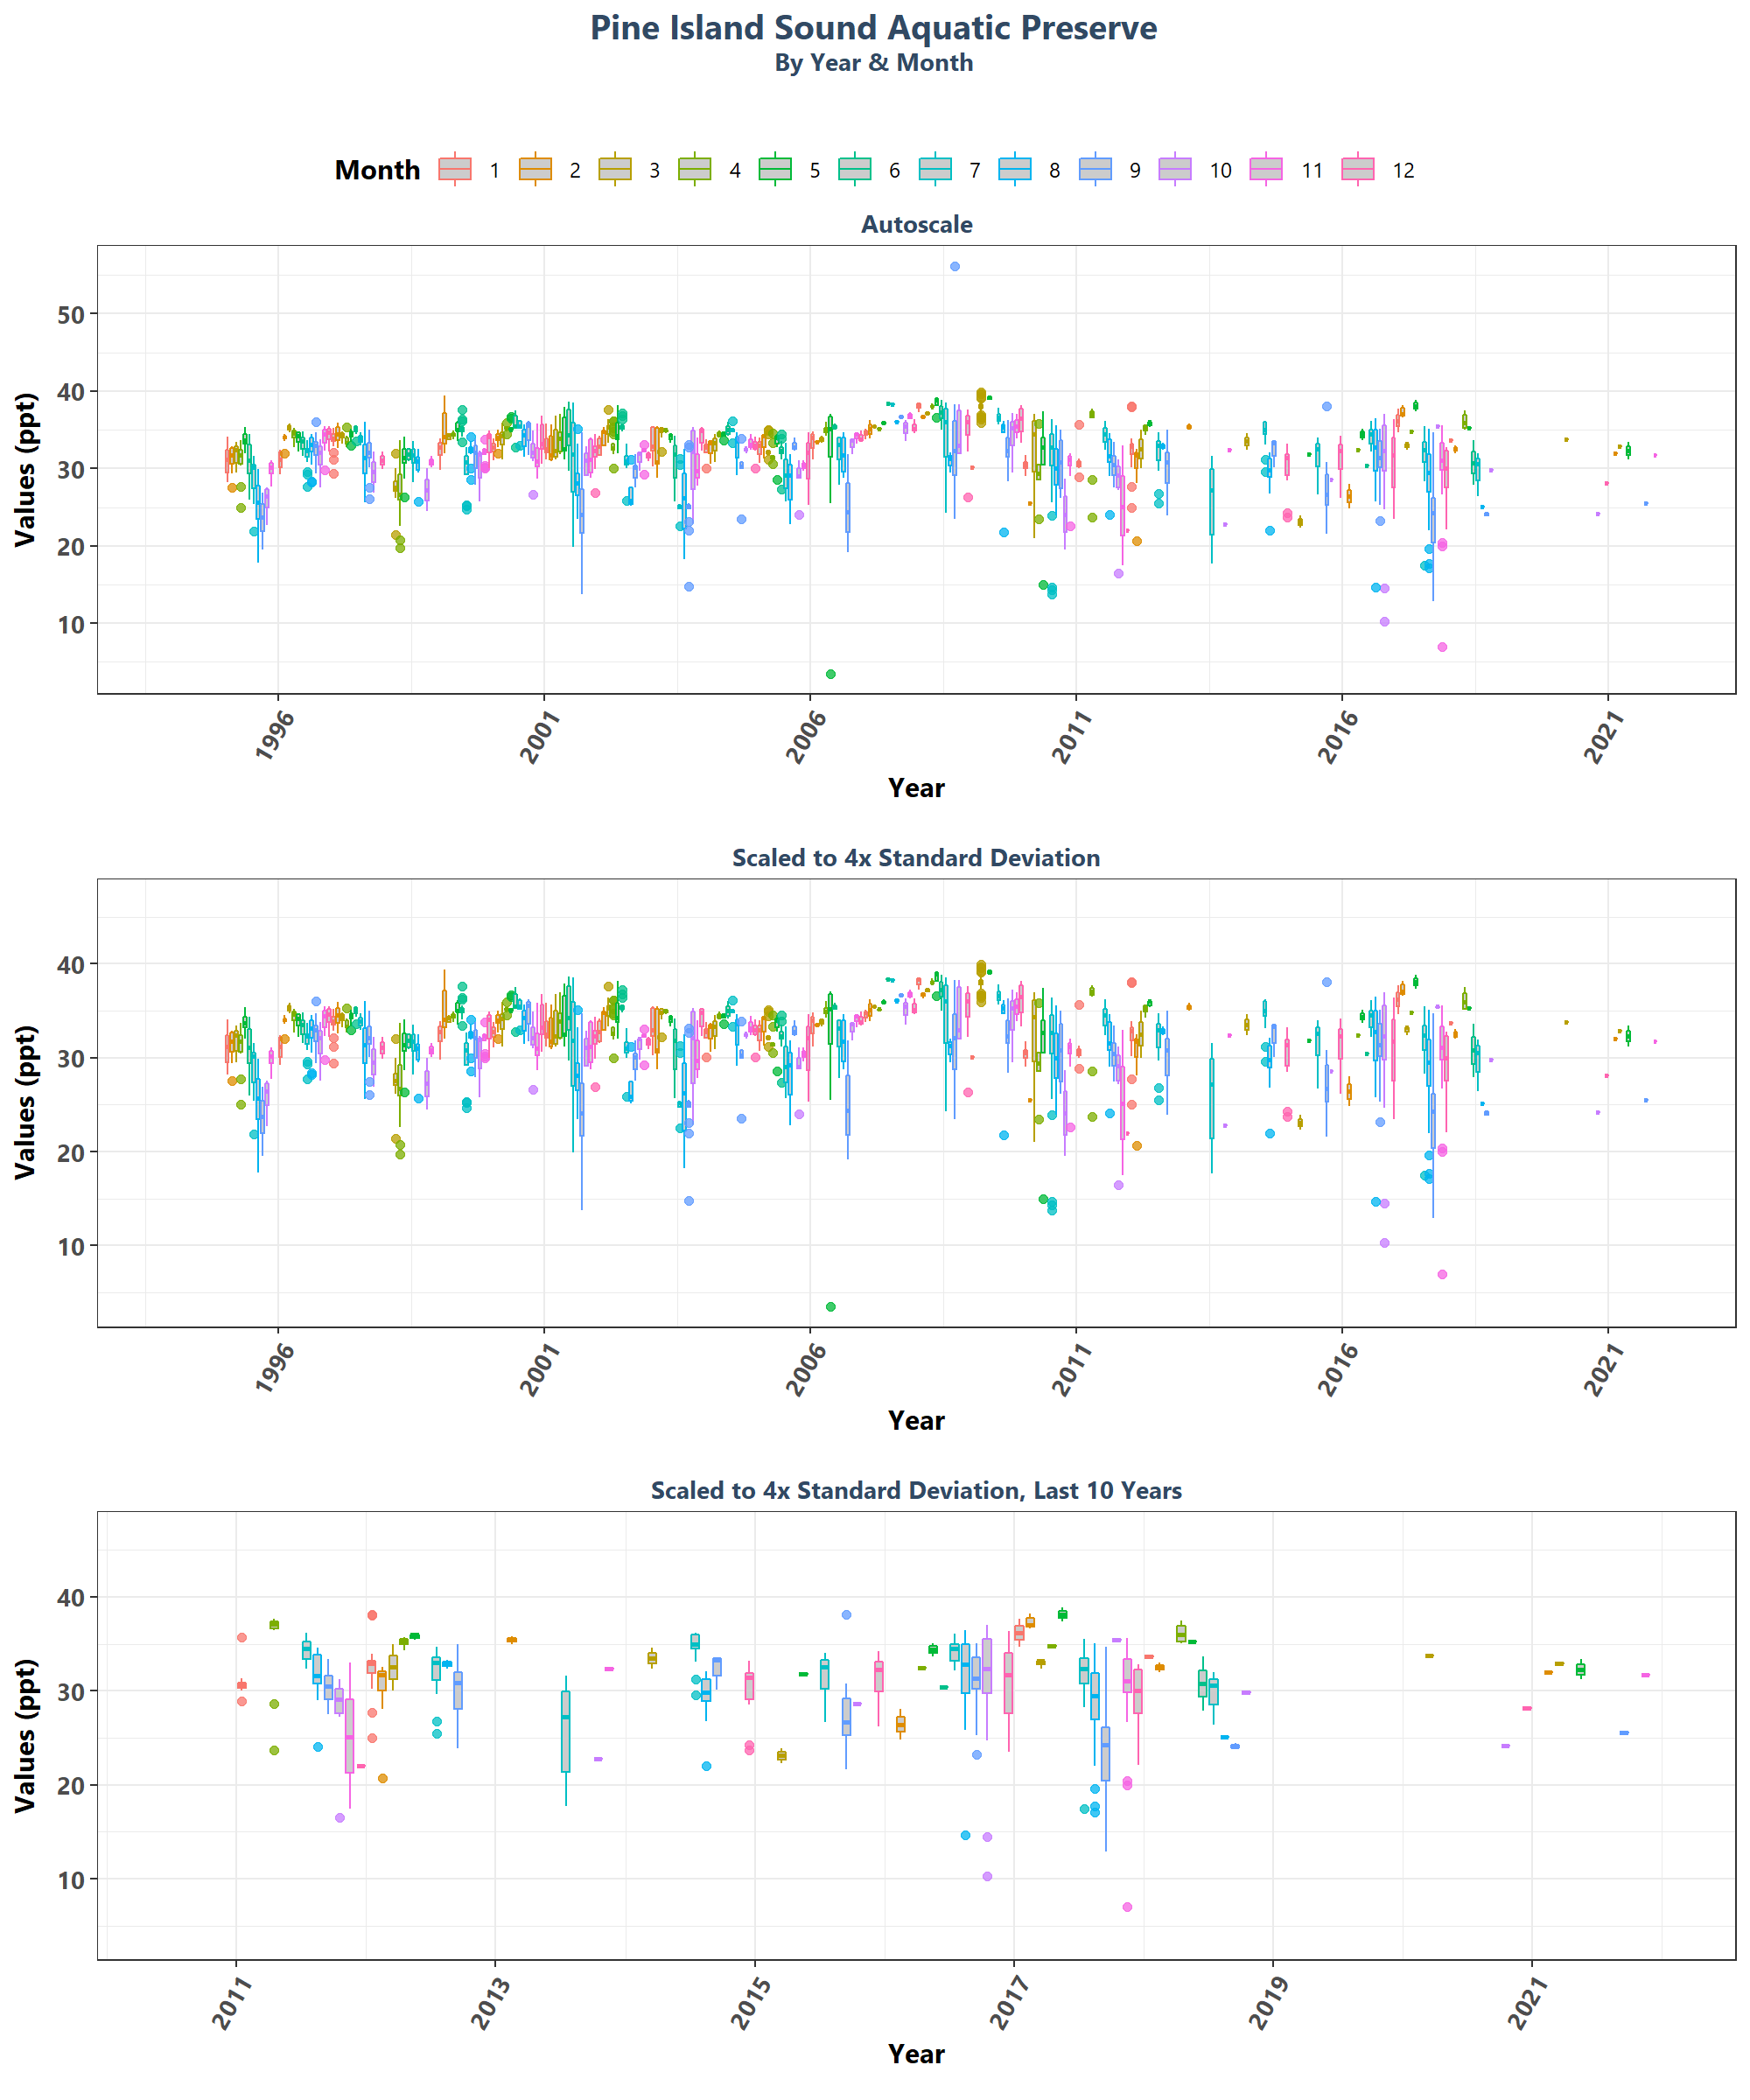 Pine Island Sound Aquatic Preserve
By Year & Month
Month 1 2 3 4 5 6 7 8 9 10 11 12
Autoscale
Values (ppt)
50
40
30
20
10
1996 2001 2006 2011 2016 2021
Year
Scaled to 4x Standard Deviation
Values (ppt)
40
30
20
10
1996 2001 2006 2011 2016 2021
Year
Scaled to 4x Standard Deviation, Last 10 Years
Values (ppt)
40
30
20
10
2011 2013 2015 2017 2019 2021
Year